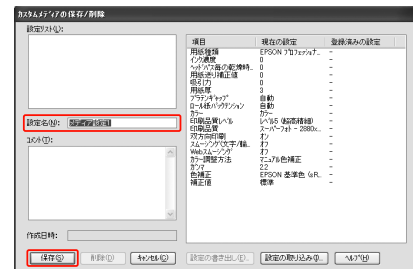 カスタムメディアの保存/削除
設定リスト(L):
設定名(N): メディア設定1
コメント(T):
作成日時:
項目 現在の設定 登録済みの設定
用紙種類 EPSON プロフェッショナ... -
インク濃度 0 -
ヘッドパス毎の乾燥時... 0 -
用紙送り補正値 0 -
吸引力 0 -
用紙厚 3 -
プラテンギャップ 自動 -
ロール紙バックテンション 自動 -
カラー カラー -
印刷品質レベル レベル5 (超高精細) -
印刷品質 スーパーフォト - 2880x... -
双方向印刷 オン -
スムージング(文字/輪... オフ -
Webスムージング オフ -
カラー調整方法 マニュアル色補正 -
ガンマ 2.2 -
色補正 EPSON 基準色 (sR... -
補正値 標準 -
保存(S) 削除(D) キャンセル(C) 設定の書き出し(E)... 設定の取り込み(I)... ヘルプ(H)